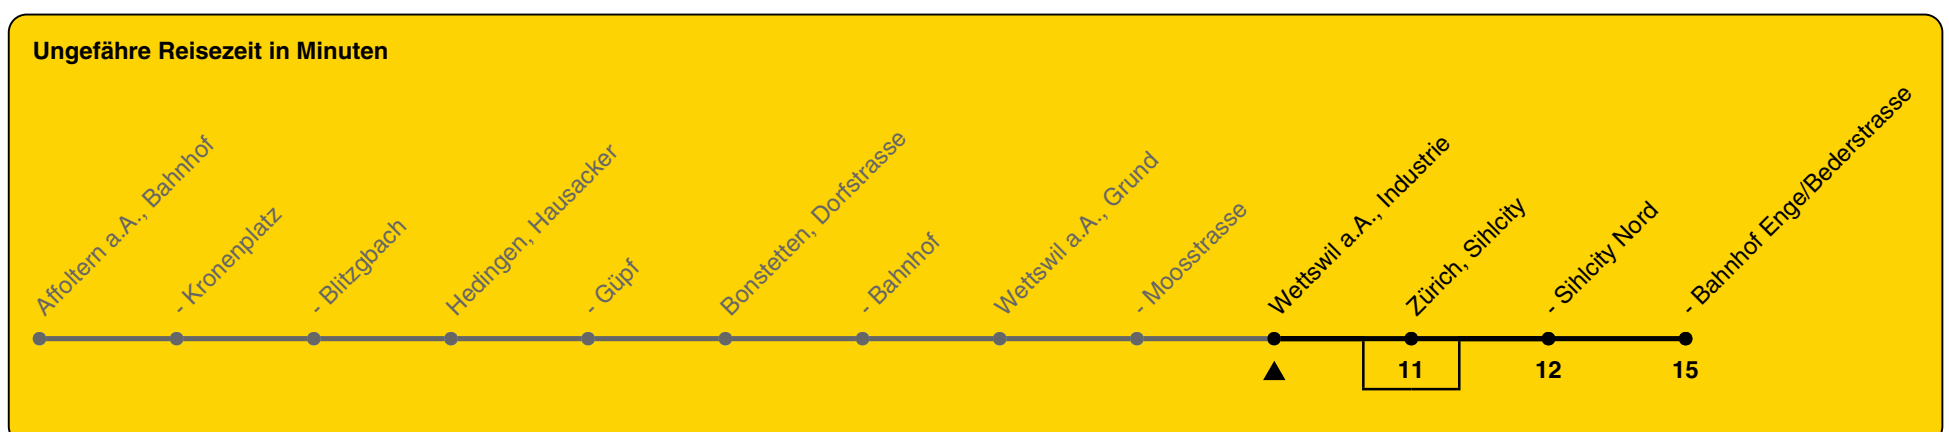 Ungefähre Reisezeit in Minuten
Affoltern a.A., Bahnhof
- Kronenplatz
- Blitzgbach
Hedingen, Hausacker
- Güpf
Bonstetten, Dorfstrasse
- Bahnhof
Wettswil a.A., Grund
- Moosstrasse
Wettswil a.A., Industrie
Zürich, Sihlcity
- Sihlcity Nord
- Bahnhof Enge/Bederstrasse
11
12
15